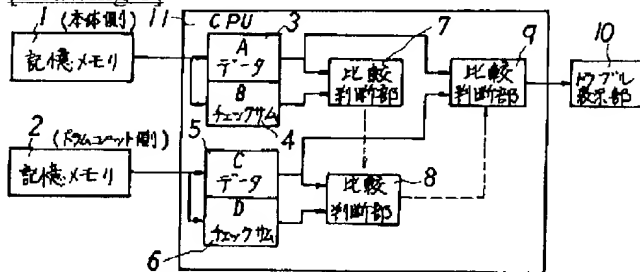 1 (本体側)
記憶メモリ
2 (ドラムユニット側)
記憶メモリ
11
CPU
3
A
データ
B
チェックサム
4
5
C
データ
D
チェックサム
6
7
比較
判断部
8
比較
判断部
9
比較
判断部
10
トラブル
表示部